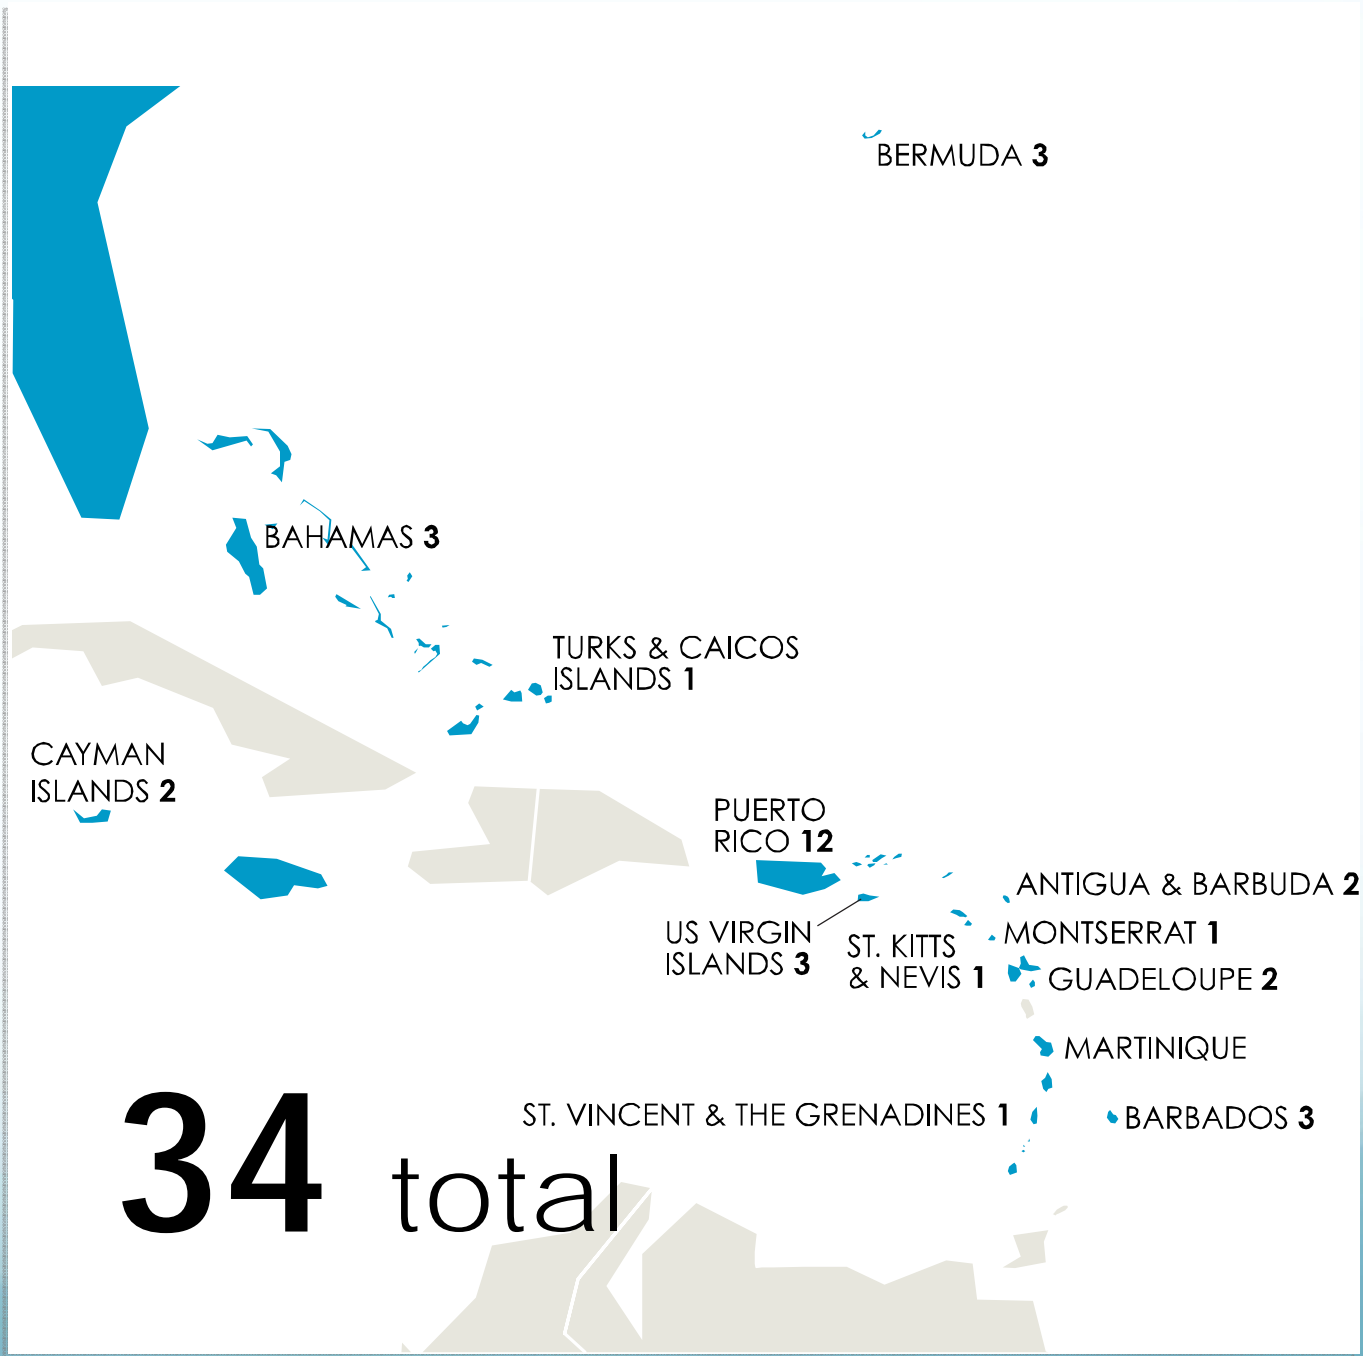 BERMUDA 3
BAHAMAS 3
TURKS & CAICOS
ISLANDS 1
CAYMAN
ISLANDS 2
PUERTO
RICO 12
ANTIGUA & BARBUDA 2
US VIRGIN
ISLANDS 3
ST. KITTS
& NEVIS 1
MONTSERRAT 1
GUADELOUPE 2
MARTINIQUE
ST. VINCENT & THE GRENADINES 1
BARBADOS 3
34 total